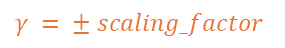 γ = ± scaling_factor